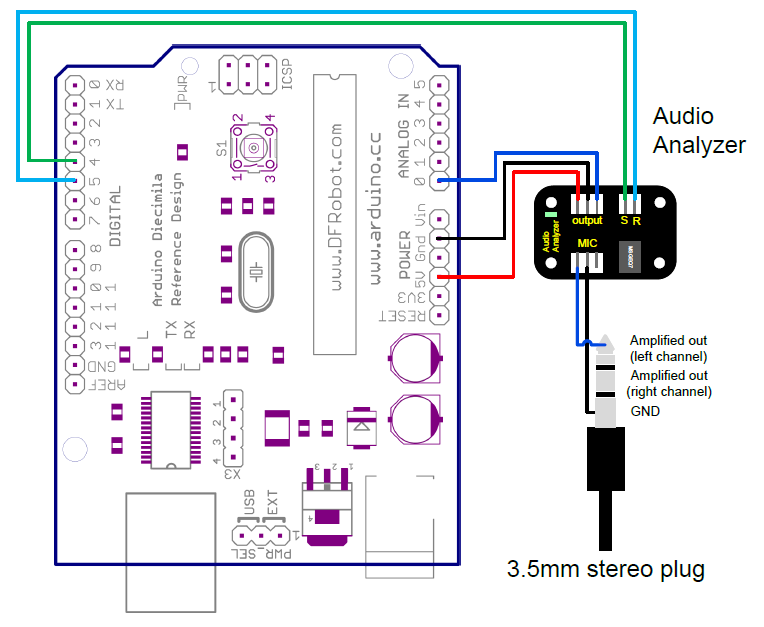 RX 0
TX 1
2
3
4
5
6
7
DIGITAL
8
9
10
11
12
13
GND
AREF
PWR
1
ICSP
S1
2 4
1 3
Arduino Diecimila
Reference Design
www.DFRobot.com
www.arduino.cc
ANALOG IN
5
4
3
2
1
0
POWER
Vin
Gnd
5V
3V3
RESET
L
TX
RX
1
2
3
4
X3
3 2 1
4
USB
EXT
1
PWR_SEL
Audio
Analyzer
output
S R
Audio
Analyzer
MIC
Amplified out
(left channel)
Amplified out
(right channel)
GND
3.5mm stereo plug